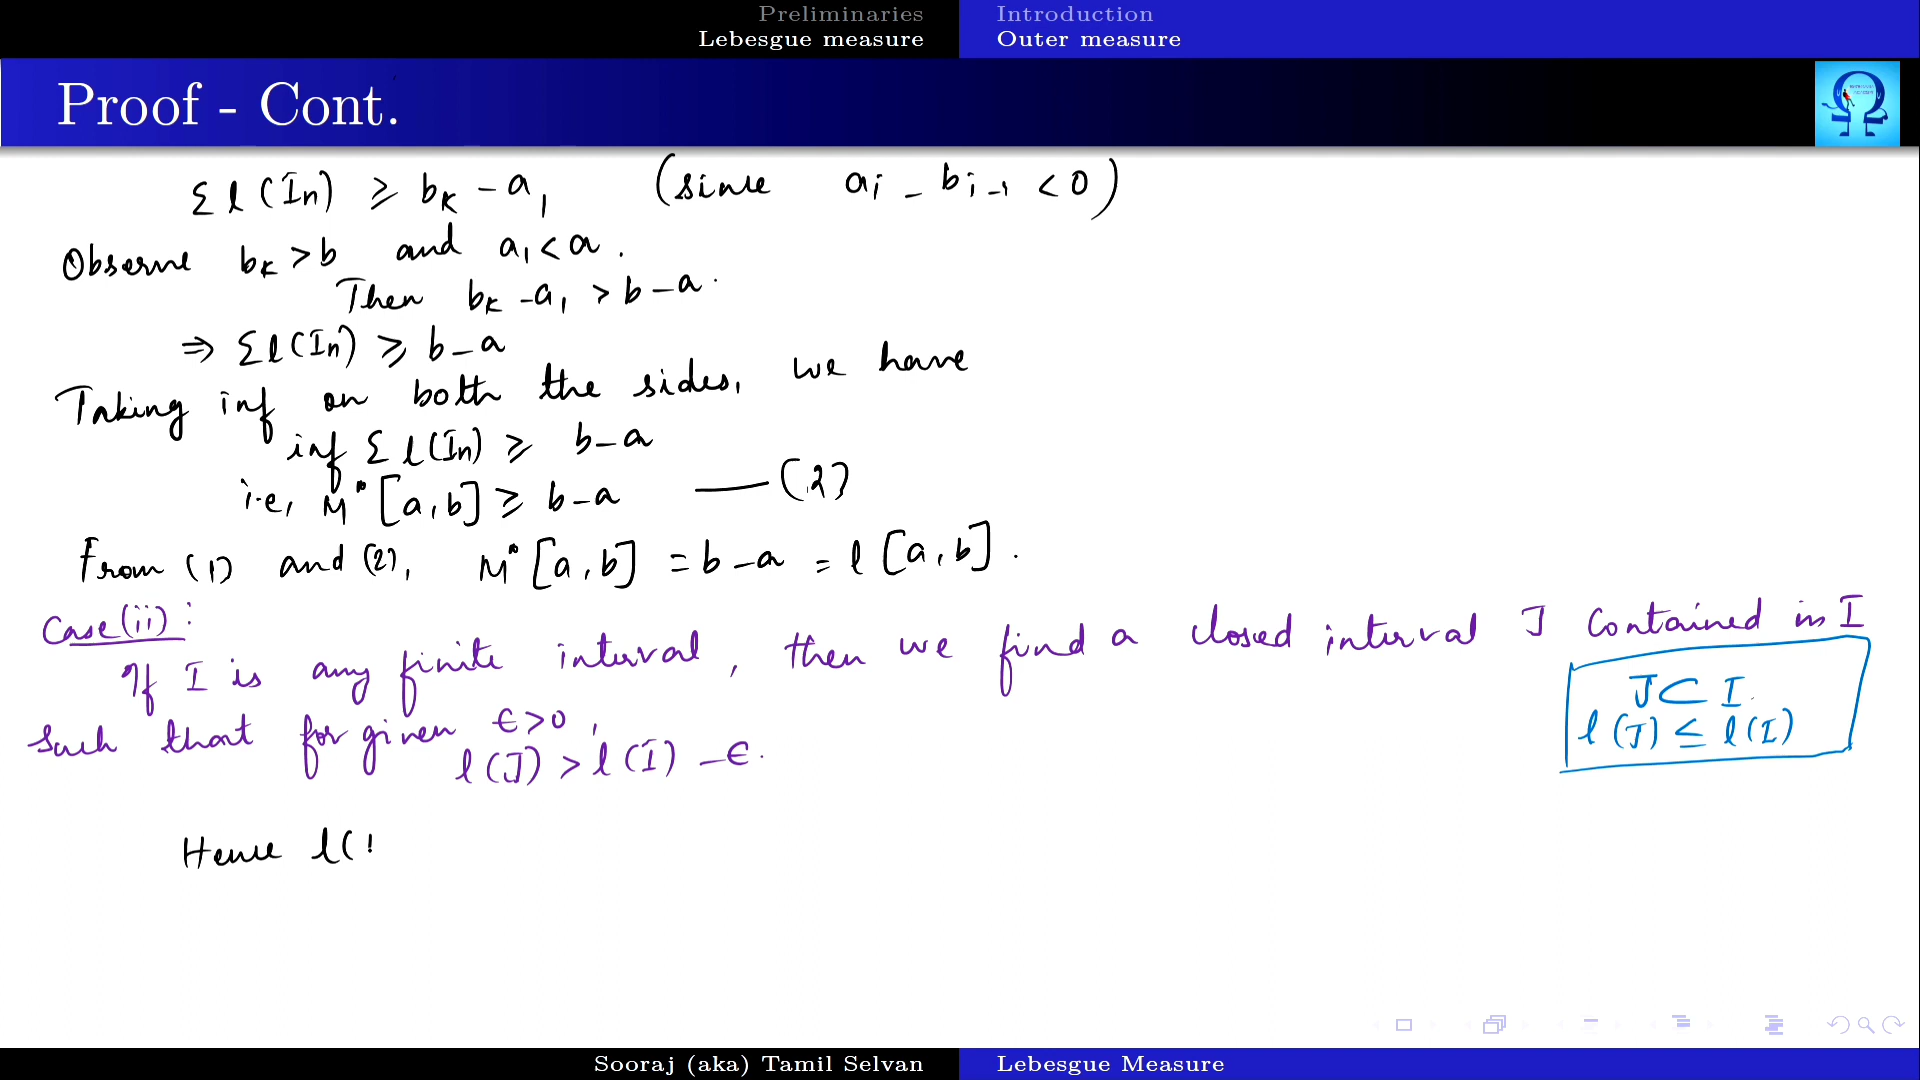 Preliminaries
Lebesgue measure
Introduction
Outer measure
Proof - Cont.
Σ l(In) ⩾ bk - a1 (since ai - bi-1 < 0)
Observe bk > b and a1 < a.
Then bk - a1 > b - a.
⇒ Σ l(In) ⩾ b - a
Taking inf on both the sides, we have
inf Σ l(In) ⩾ b - a
i.e, M* [a, b] ⩾ b - a —— (2)
From (1) and (2), M* [a, b] = b - a = l [a, b].
Case(ii):
If I is any finite interval, then we find a closed interval J contained in I
such that for given ϵ > 0,
l(J) > l(I) - ϵ.
J ⊂ I.
l(J) ≤ l(I)
Hence l(
Sooraj (aka) Tamil Selvan
Lebesgue Measure